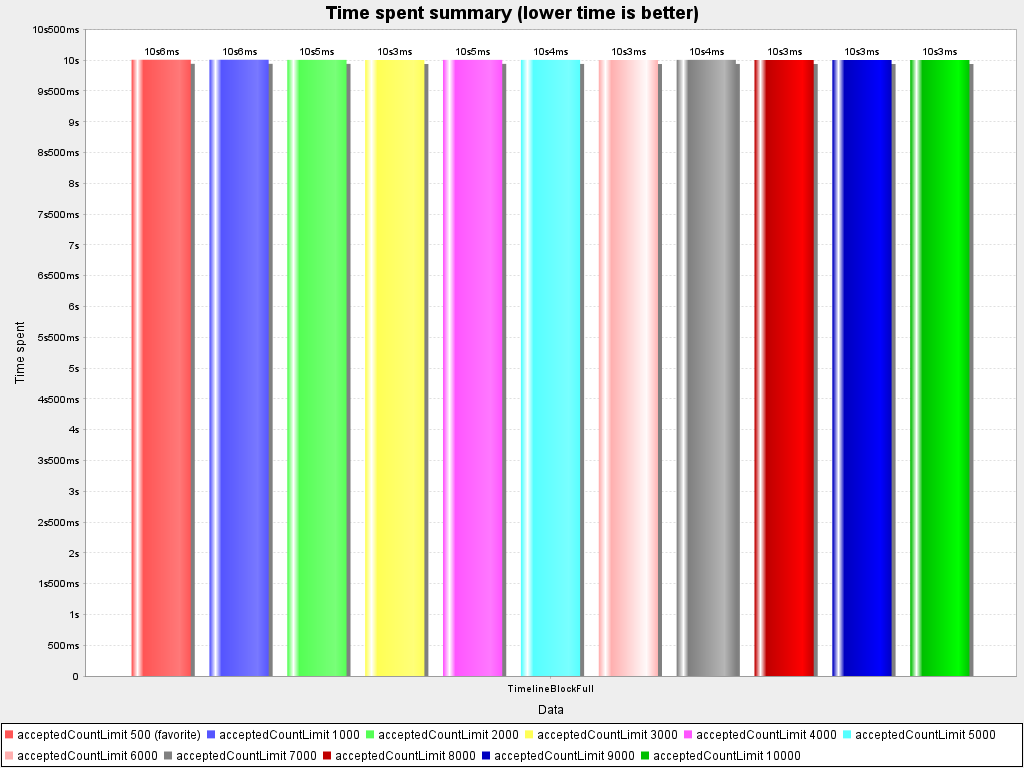 Time spent summary (lower time is better)
10s500ms
10s
9s500ms
9s
8s500ms
8s
7s500ms
7s
6s500ms
6s
5s500ms
5s
4s500ms
4s
3s500ms
3s
2s500ms
2s
1s500ms
1s
500ms
0
Time spent
10s6ms 10s6ms 10s5ms 10s3ms 10s5ms 10s4ms 10s3ms 10s4ms 10s3ms 10s3ms 10s3ms
TimelineBlockFull
Data
acceptedCountLimit 500 (favorite) acceptedCountLimit 1000 acceptedCountLimit 2000 acceptedCountLimit 3000 acceptedCountLimit 4000 acceptedCountLimit 5000
acceptedCountLimit 6000 acceptedCountLimit 7000 acceptedCountLimit 8000 acceptedCountLimit 9000 acceptedCountLimit 10000